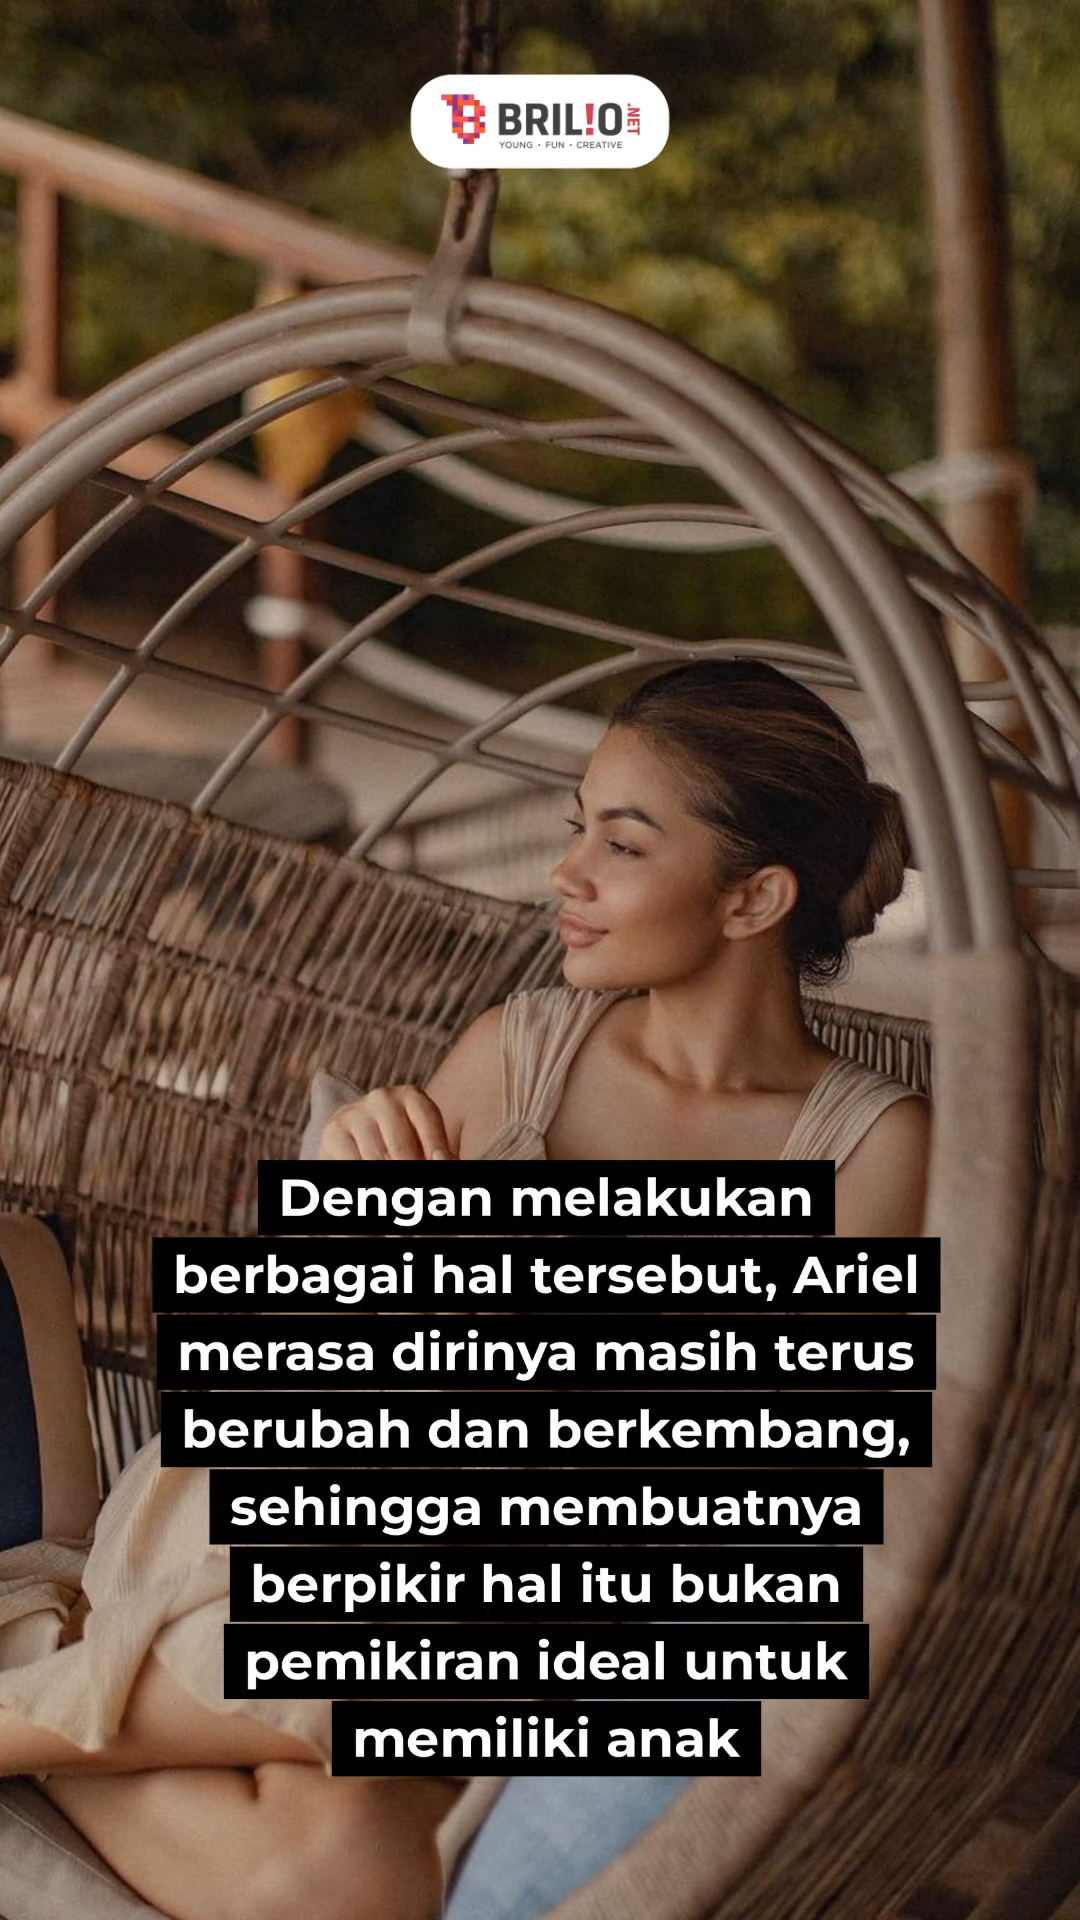 BRIL!O.NET
YOUNG • FUN • CREATIVE
Dengan melakukan
berbagai hal tersebut, Ariel
merasa dirinya masih terus
berubah dan berkembang,
sehingga membuatnya
berpikir hal itu bukan
pemikiran ideal untuk
memiliki anak